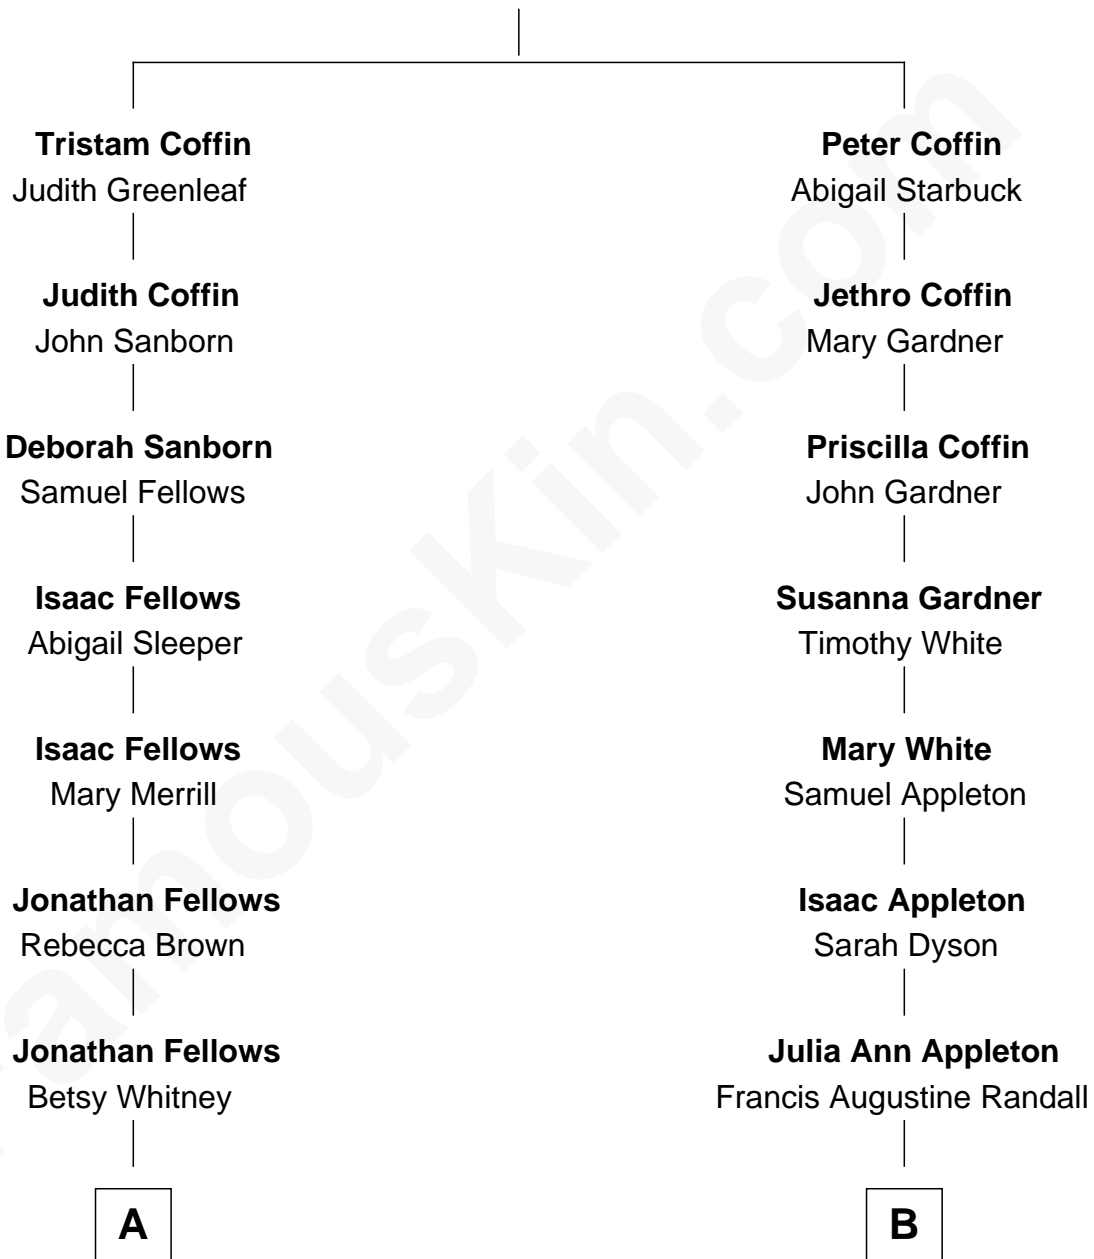 Tristam Coffin
Judith Greenleaf
Judith Coffin
John Sanborn
Deborah Sanborn
Samuel Fellows
Isaac Fellows
Abigail Sleeper
Isaac Fellows
Mary Merrill
Jonathan Fellows
Rebecca Brown
Jonathan Fellows
Betsy Whitney
A
Peter Coffin
Abigail Starbuck
Jethro Coffin
Mary Gardner
Priscilla Coffin
John Gardner
Susanna Gardner
Timothy White
Mary White
Samuel Appleton
Isaac Appleton
Sarah Dyson
Julia Ann Appleton
Francis Augustine Randall
B
FamousKin.com